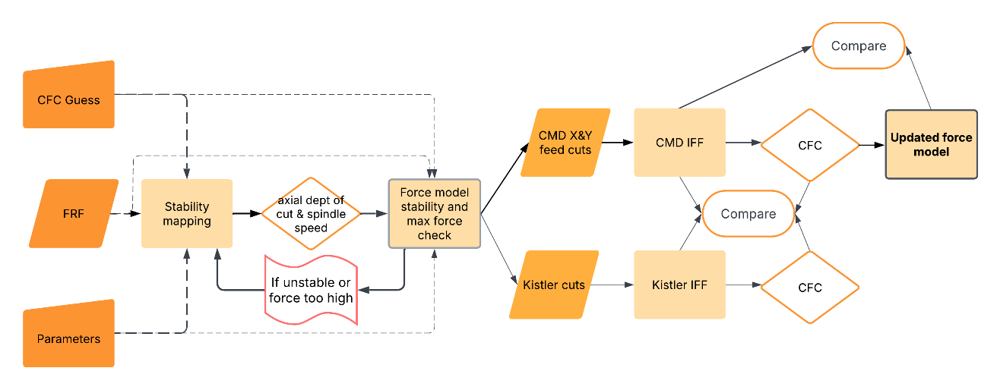 Compare
CFC Guess
CMD X&Y
feed cuts
CMD IFF
CFC
Updated force
model
FRF
Stability
mapping
axial dept of
cut & spindle
speed
Force model
stability and
max force
check
Compare
If unstable or
force too high
Kistler cuts
Kistler IFF
CFC
Parameters